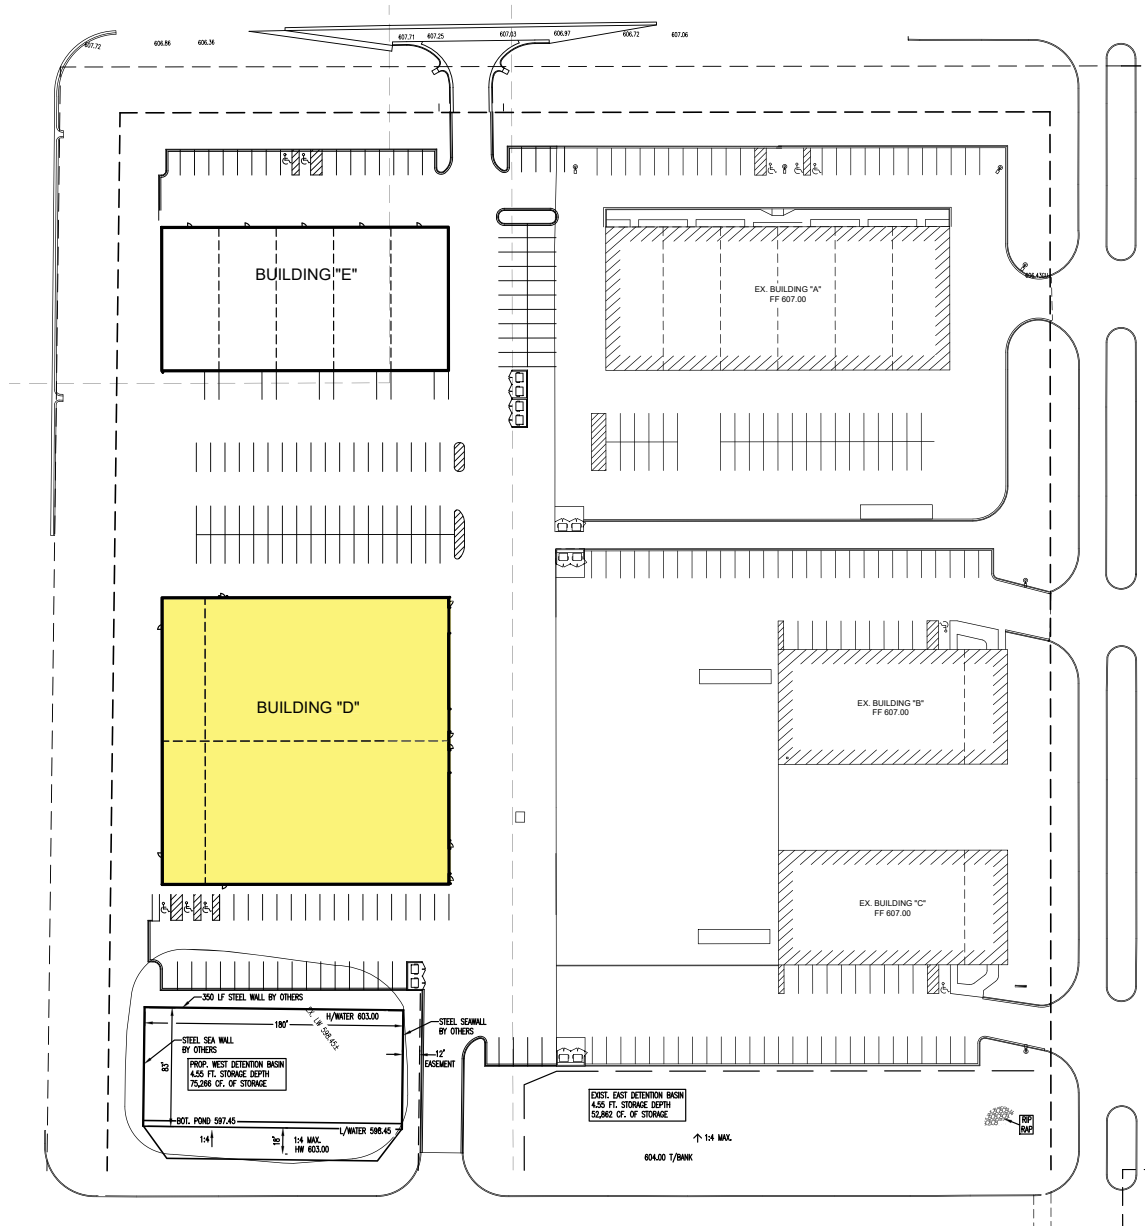 607.72
606.86
606.36
607.71
607.25
607.03
606.97
606.72
607.06
BUILDING "E"
EX. BUILDING "A"
FF 607.00
BUILDING "D"
EX. BUILDING "B"
FF 607.00
EX. BUILDING "C"
FF 607.00
350 LF STEEL WALL BY OTHERS
H/WATER 603.00
180'
EX. LW 598.45±
STEEL SEAWALL
BY OTHERS
STEEL SEA WALL
BY OTHERS
83'
12'
EASEMENT
PROP. WEST DETENTION BASIN
4.55 FT. STORAGE DEPTH
75,266 CF. OF STORAGE
BOT. POND 597.45
L/WATER 598.45
1:4
18'
1:4 MAX.
HW 603.00
EXIST. EAST DETENTION BASIN
4.55 FT. STORAGE DEPTH
52,862 CF. OF STORAGE
1:4 MAX.
604.00 T/BANK
RIP
RAP